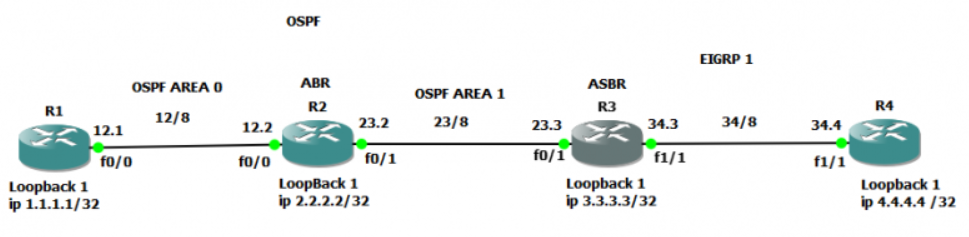 OSPF
EIGRP 1
ABR
ASBR
OSPF AREA 0
OSPF AREA 1
R1
R2
R3
R4
12.1
12/8
12.2
23.2
23/8
23.3
34.3
34/8
34.4
f0/0
f0/0
f0/1
f0/1
f1/1
f1/1
Loopback 1
ip 1.1.1.1/32
LoopBack 1
ip 2.2.2.2/32
Loopback 1
ip 3.3.3.3/32
Loopback 1
ip 4.4.4.4 /32